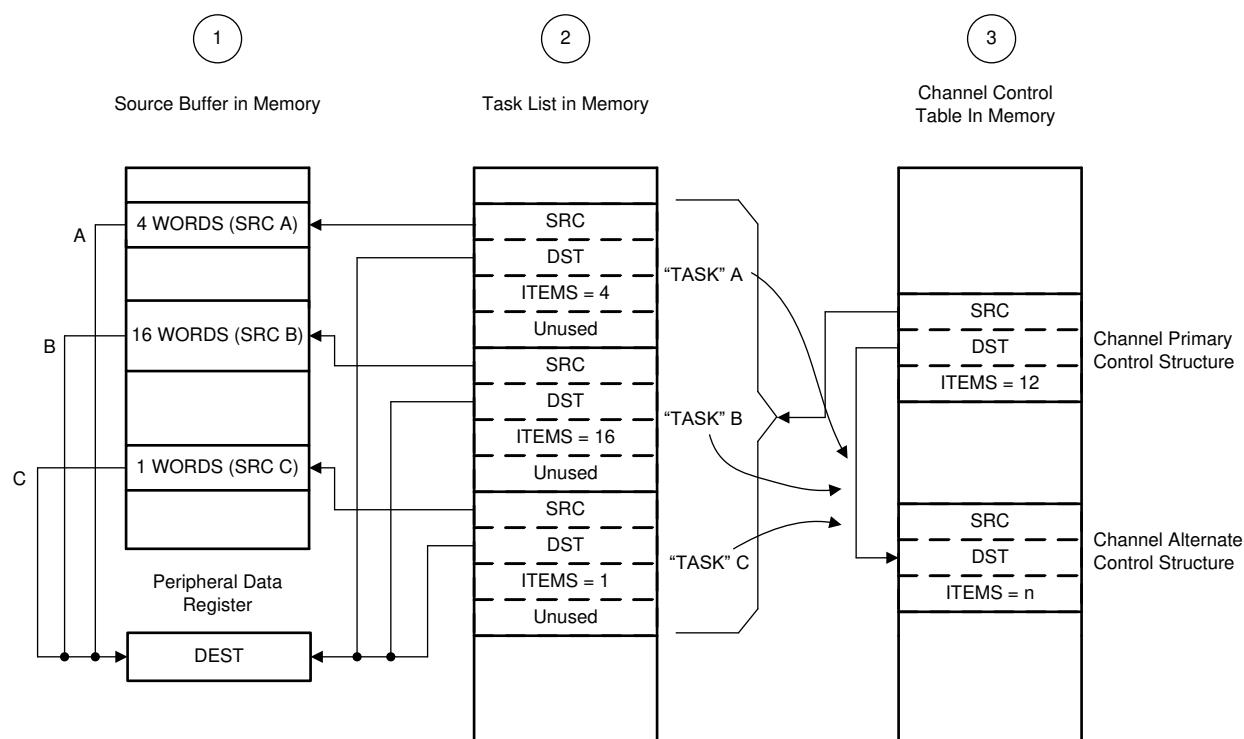 1
2
3
Source Buffer in Memory
Task List in Memory
Channel Control
Table In Memory
A
4 WORDS (SRC A)
B
16 WORDS (SRC B)
C
1 WORDS (SRC C)
Peripheral Data
Register
DEST
SRC
DST
ITEMS = 4
Unused
SRC
DST
ITEMS = 16
Unused
SRC
DST
ITEMS = 1
Unused
“TASK” A
“TASK” B
“TASK” C
SRC
DST
ITEMS = 12
Channel Primary
Control Structure
SRC
DST
ITEMS = n
Channel Alternate
Control Structure